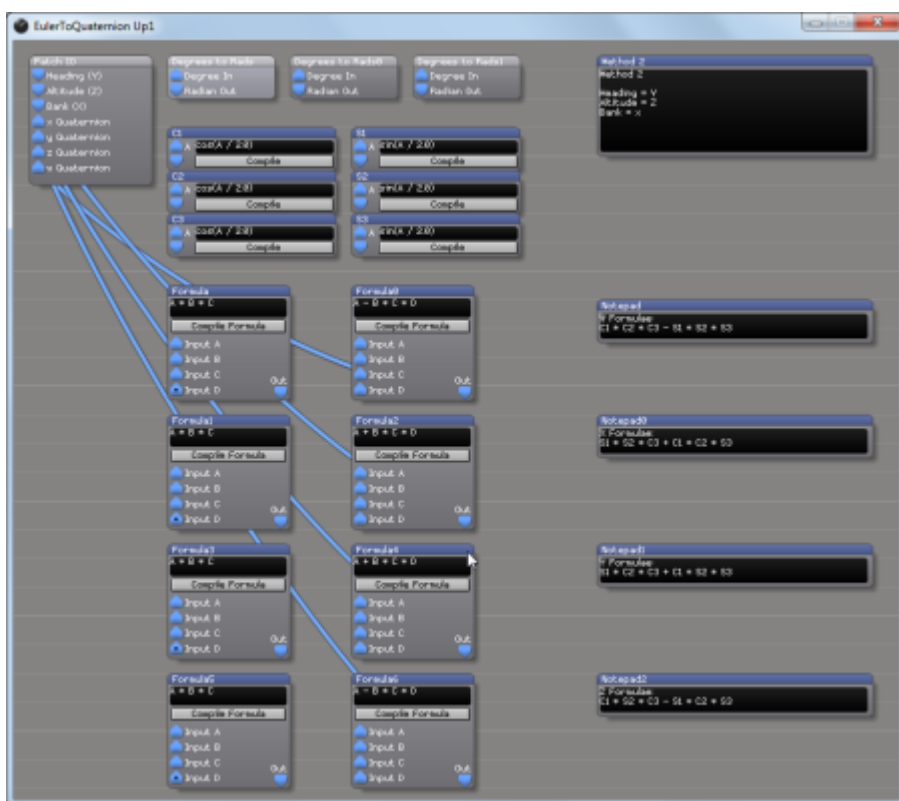 EulerToQuaternion Up1
Patch IO
Heading (Y)
Altitude (Z)
Bank (X)
x Quaternion
y Quaternion
z Quaternion
w Quaternion
Degrees to Rads
Degree In
Radian Out
Degrees to Rads0
Degree In
Radian Out
Degrees to Rads1
Degree In
Radian Out
Method 2
Method 2
Heading = Y
Altitude = Z
Bank = x
C1
A cos(A / 2.0)
Compile
S1
A sin(A / 2.0)
Compile
C2
A cos(A / 2.0)
Compile
S2
A sin(A / 2.0)
Compile
C3
A cos(A / 2.0)
Compile
S3
A sin(A / 2.0)
Compile
Formula
A * B * C
Compile Formula
Input A
Input B
Input C
Out
Input D
Formula0
A - B * C * D
Compile Formula
Input A
Input B
Input C
Out
Input D
Notepad
Formulae:
C1 * C2 * C3 - S1 * S2 * S3
Formula1
A * B * C
Compile Formula
Input A
Input B
Input C
Out
Input D
Formula2
A + B * C * D
Compile Formula
Input A
Input B
Input C
Out
Input D
Notepad0
X Formulae:
S1 * S2 * C3 + C1 * C2 * S3
Formula3
A * B * C
Compile Formula
Input A
Input B
Input C
Out
Input D
Formula4
A + B * C * D
Compile Formula
Input A
Input B
Input C
Out
Input D
Notepad1
Y Formulae:
S1 * C2 * C3 + C1 * S2 * S3
Formula5
A * B * C
Compile Formula
Input A
Input B
Input C
Out
Input D
Formula6
A - B * C * D
Compile Formula
Input A
Input B
Input C
Out
Input D
Notepad2
Z Formulae:
C1 * S2 * C3 - S1 * C2 * S3